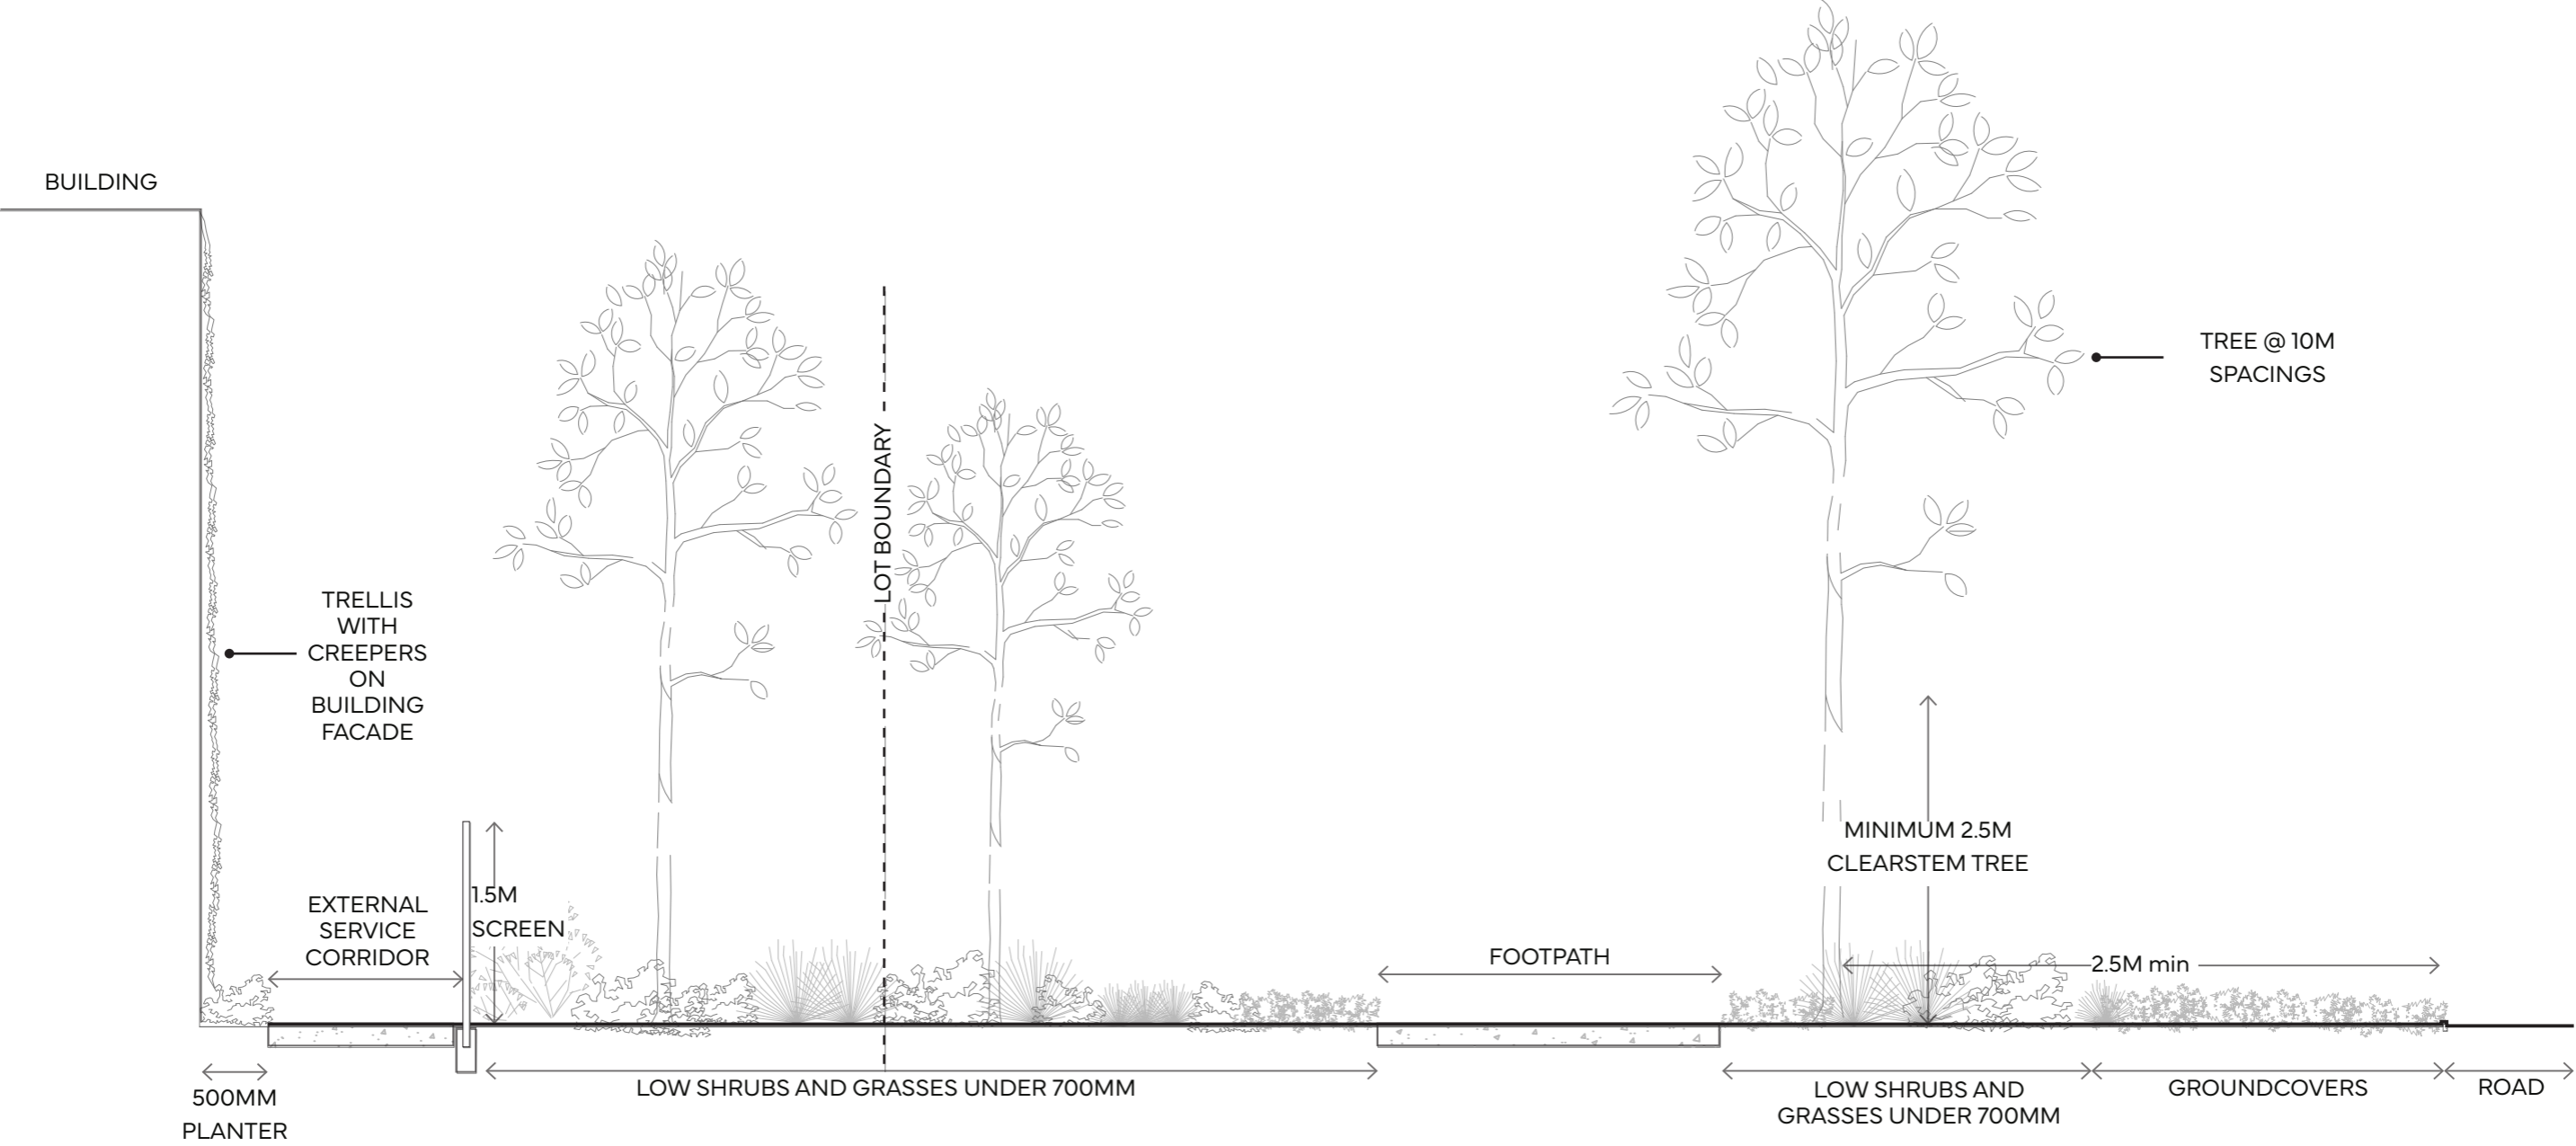 BUILDING
LOT BOUNDARY
TREE @ 10M
SPACINGS
TRELLIS
WITH
CREEPERS
ON
BUILDING
FACADE
MINIMUM 2.5M
CLEARSTEM TREE
EXTERNAL
SERVICE
CORRIDOR
1.5M
SCREEN
FOOTPATH
2.5M min
500MM
PLANTER
LOW SHRUBS AND GRASSES UNDER 700MM
LOW SHRUBS AND
GRASSES UNDER 700MM
GROUNDCOVERS
ROAD